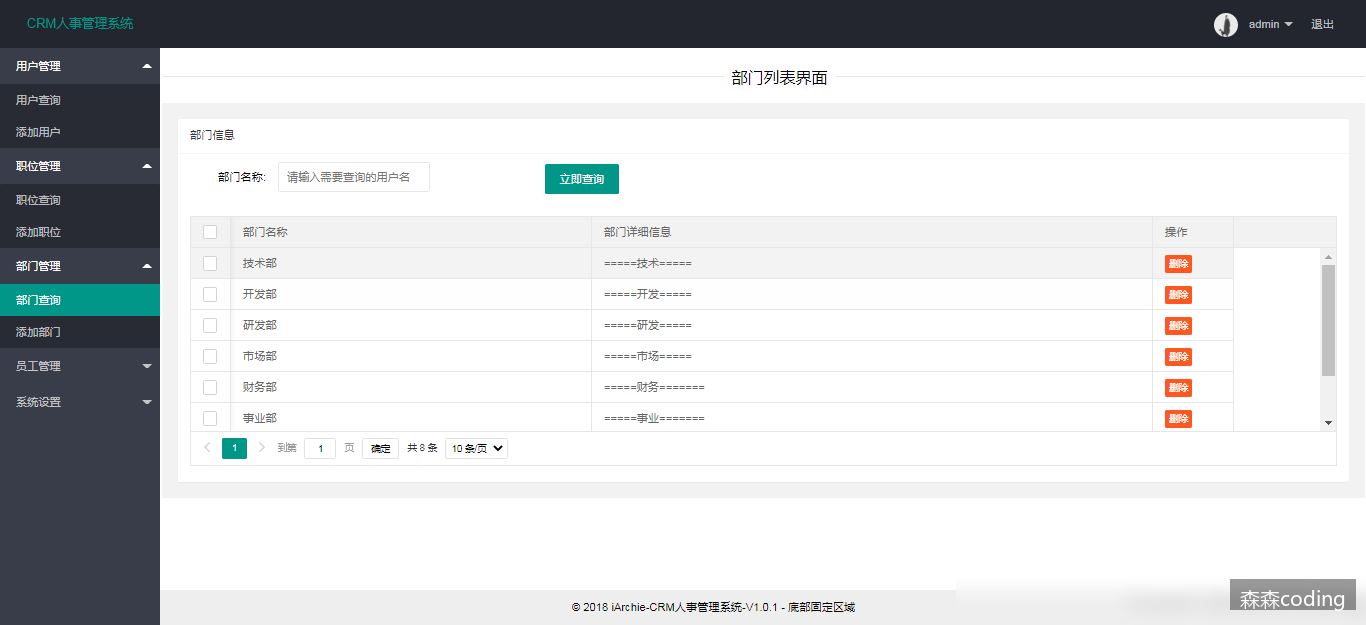 CRM人事管理系统
admin
退出
用户管理
用户查询
添加用户
职位管理
职位查询
添加职位
部门管理
部门查询
添加部门
员工管理
系统设置
部门列表界面
部门信息
部门名称: 请输入需要查询的用户名 立即查询
部门名称 部门详细信息 操作
技术部 =====技术===== 删除
开发部 =====开发===== 删除
研发部 =====研发===== 删除
市场部 =====市场===== 删除
财务部 =====财务======= 删除
事业部 =====事业======= 删除
1 到第 1 页 确定 共 8 条 10 条/页
© 2018 iArchie-CRM人事管理系统-V1.0.1 - 底部固定区域
森森coding